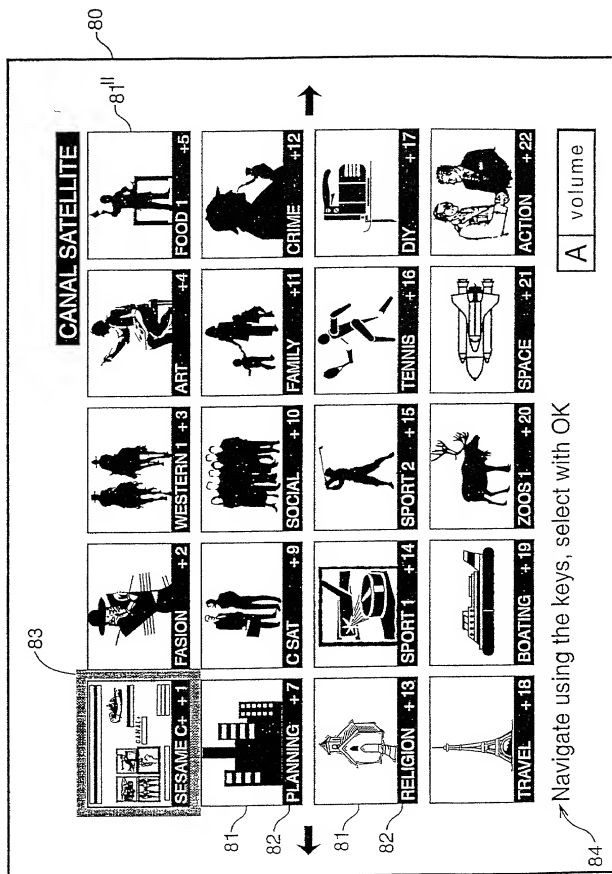 80
CANAL SATELLITE
83
81"
SESAME C+ +1
FASION +2
WESTERN 1 +3
ART +4
FOOD 1 +5
81
82
PLANNING +7
C SAT +9
SOCIAL +10
FAMILY +11
CRIME +12
81
82
RELIGION +13
SPORT 1 +14
SPORT 2 +15
TENNIS +16
DIY. +17
TRAVEL +18
BOATING +19
ZOOS 1 +20
SPACE +21
ACTION +22
84
Navigate using the keys, select with OK
A volume